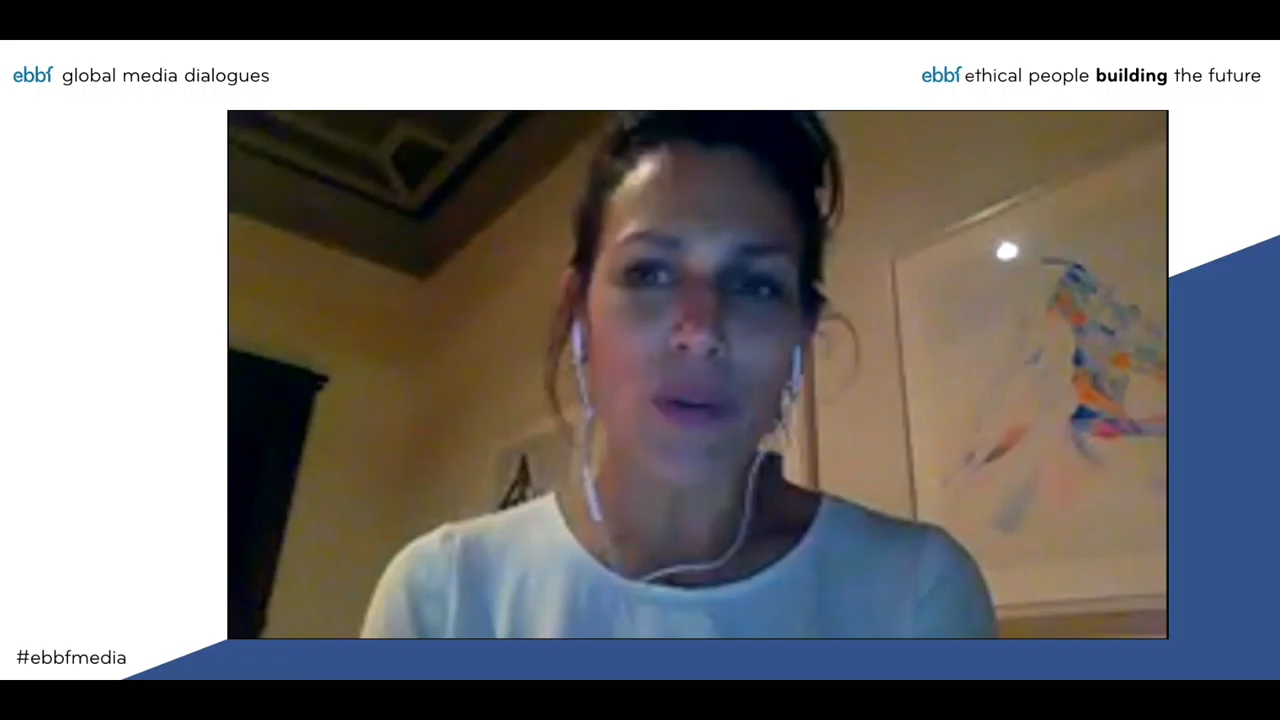 ebbf global media dialogues
ebbf ethical people building the future
#ebbfmedia